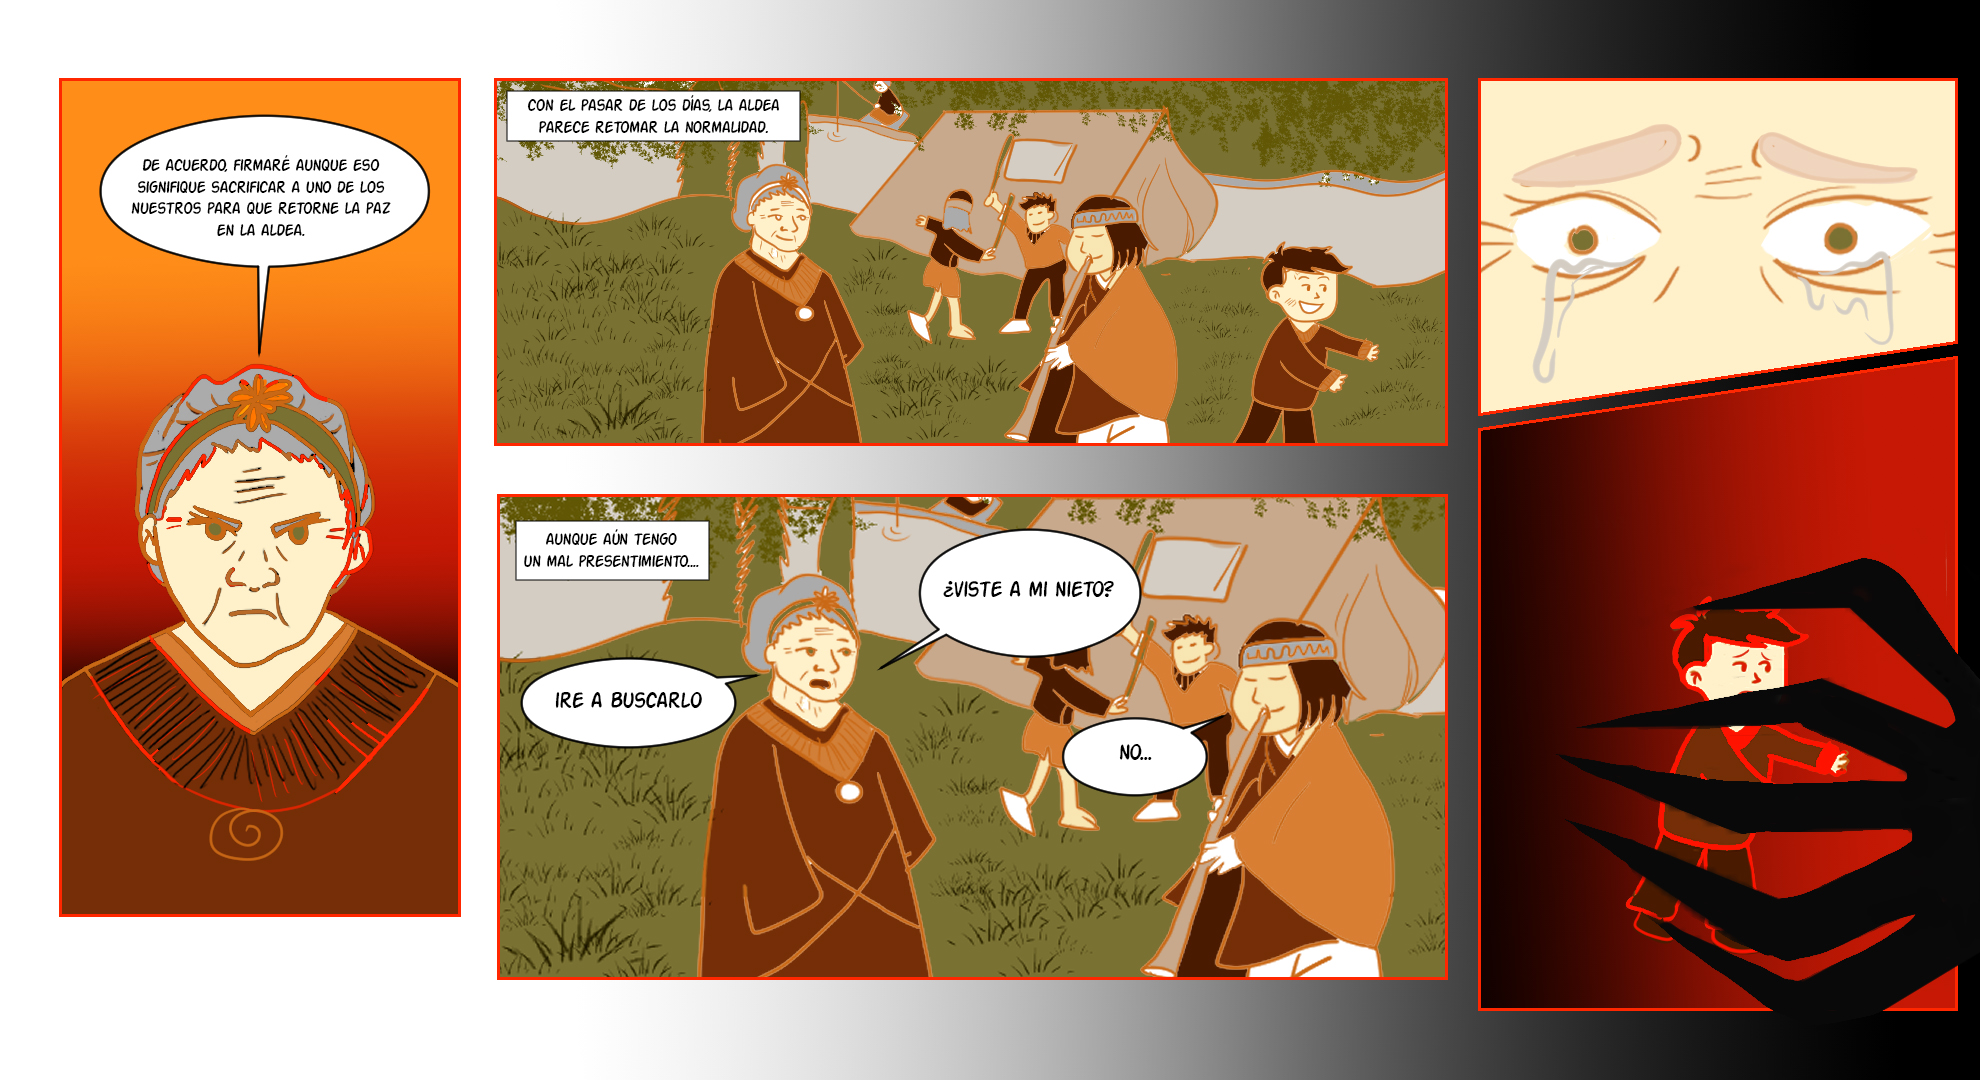 DE ACUERDO, FIRMARÉ AUNQUE ESO
SIGNIFIQUE SACRIFICAR A UNO DE LOS
NUESTROS PARA QUE RETORNE LA PAZ
EN LA ALDEA.
CON EL PASAR DE LOS DÍAS, LA ALDEA
PARECE RETOMAR LA NORMALIDAD.
AUNQUE AÚN TENGO
UN MAL PRESENTIMIENTO....
¿VISTE A MI NIETO?
IRE A BUSCARLO
NO...